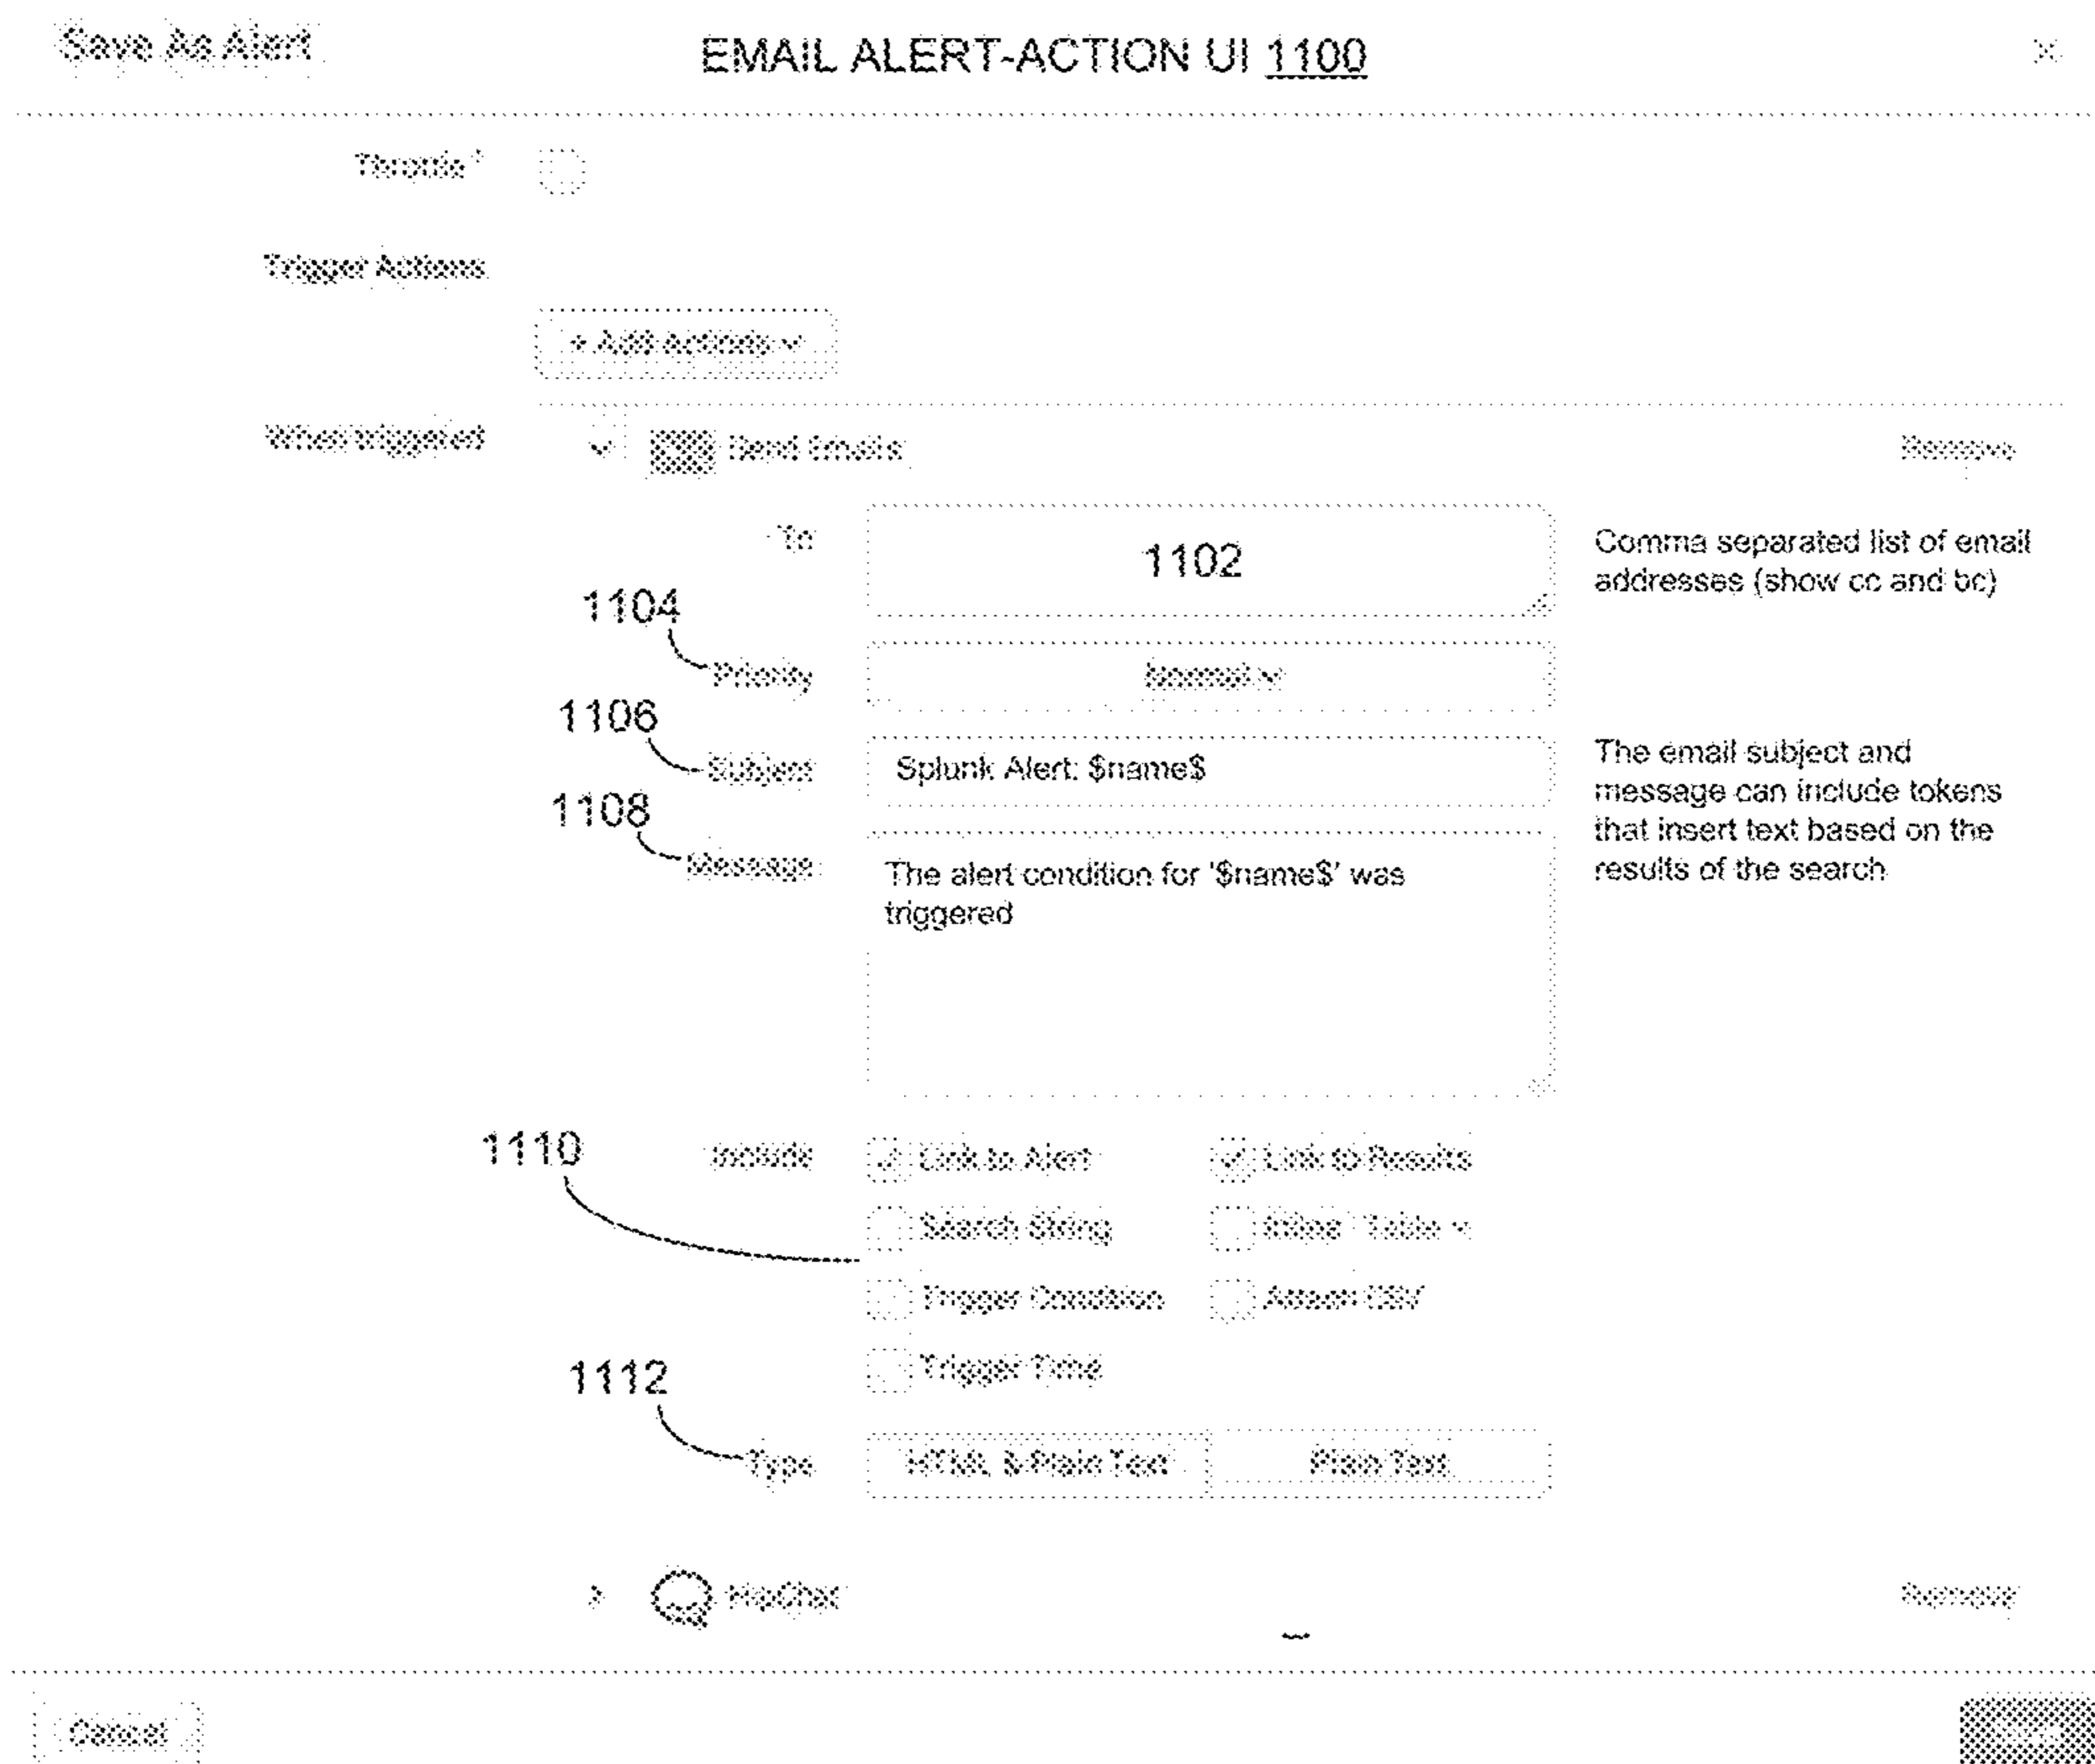 Save As Alert
EMAIL ALERT-ACTION UI 1100
Throttle ?
Trigger Actions
+ Add Actions
When triggered
Send Emails
Remove
To
1102
Comma separated list of email
addresses (show cc and bc)
1104
Priority
Normal
1106
Subject
Splunk Alert: $name$
The email subject and
message can include tokens
that insert text based on the
results of the search
1108
Message
The alert condition for '$name$' was
triggered
1110
Include
Link to Alert
Link to Results
Search String
Inline Table
Trigger Condition
Attach CSV
Trigger Time
1112
Type
HTML & Plain Text
Plain Text
HipChat
Remove
Cancel